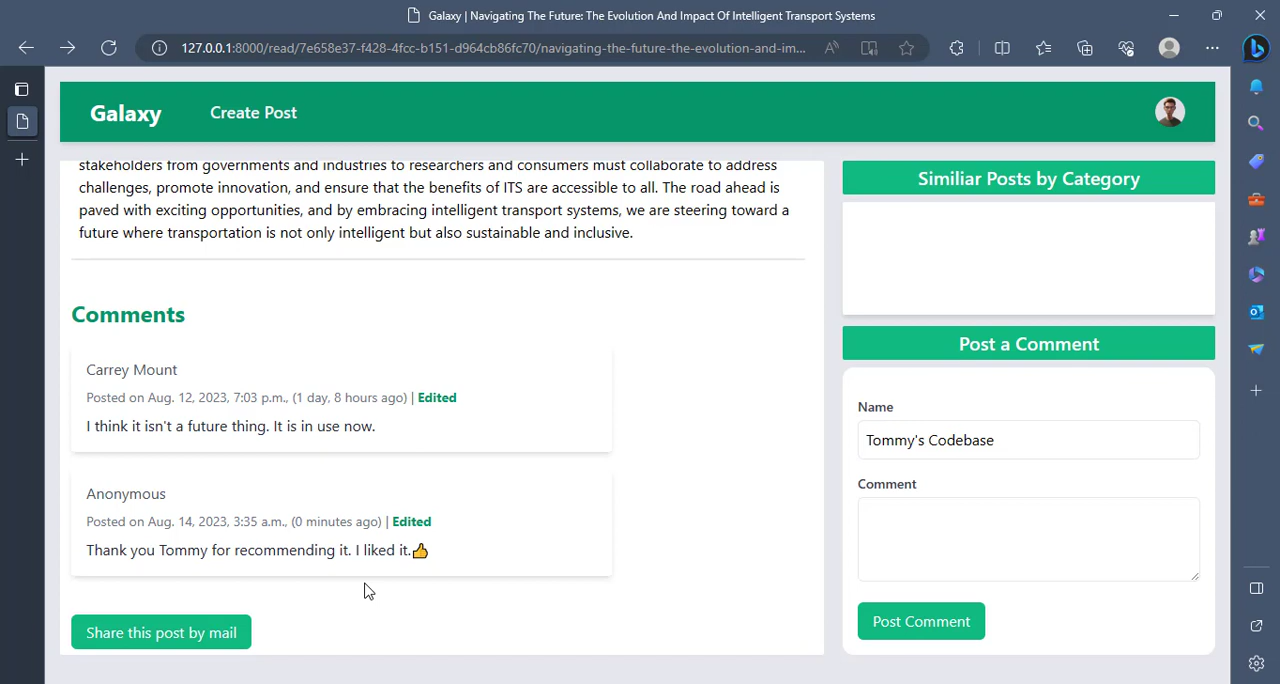 Galaxy | Navigating The Future: The Evolution And Impact Of Intelligent Transport Systems
127.0.0.1:8000/read/7e658e37-f428-4fcc-b151-d964cb86fc70/navigating-the-future-the-evolution-and-im...
Galaxy
Create Post
stakeholders from governments and industries to researchers and consumers must collaborate to address
challenges, promote innovation, and ensure that the benefits of ITS are accessible to all. The road ahead is
paved with exciting opportunities, and by embracing intelligent transport systems, we are steering toward a
future where transportation is not only intelligent but also sustainable and inclusive.
Comments
Carrey Mount
Posted on Aug. 12, 2023, 7:03 p.m., (1 day, 8 hours ago) | Edited
I think it isn't a future thing. It is in use now.
Anonymous
Posted on Aug. 14, 2023, 3:35 a.m., (0 minutes ago) | Edited
Thank you Tommy for recommending it. I liked it.👍
Share this post by mail
Similiar Posts by Category
Post a Comment
Name
Tommy's Codebase
Comment
Post Comment